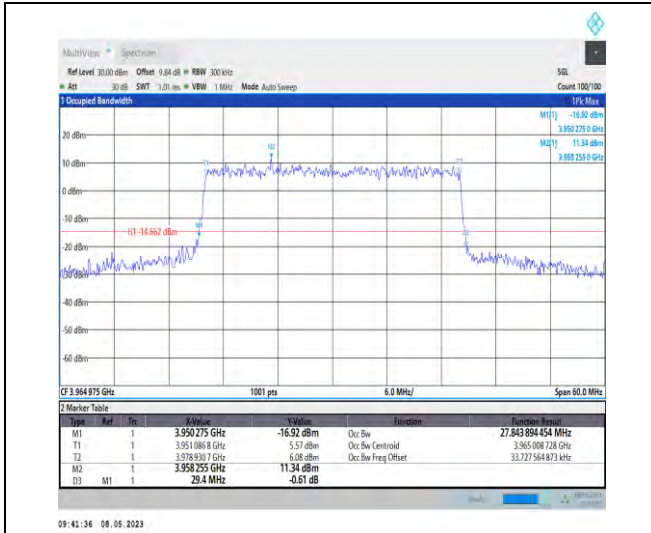 MultiView Spectrum
Ref Level 30.00 dBm Offset 9.84 dB RBW 300 kHz SGL
Att 30 dB SWT 1.01 ms VBW 1 MHz Mode Auto Sweep Count 100/100
1 Occupied Bandwidth 1Pk Max
M1[1] -16.92 dBm
3.950 275 0 GHz
M2[1] 11.34 dBm
3.958 255 0 GHz
20 dBm
M2
10 dBm
0 dBm
-10 dBm
H1 -14.662 dBm
-20 dBm
-30 dBm
-40 dBm
-50 dBm
-60 dBm
CF 3.964 975 GHz 1001 pts 6.0 MHz/ Span 60.0 MHz
2 Marker Table
Type Ref Trc X-Value Y-Value Function Function Result
M1 1 3.950 275 GHz -16.92 dBm Occ Bw 27.843 894 454 MHz
T1 1 3.951 086 8 GHz 5.57 dBm Occ Bw Centroid 3.965 008 728 GHz
T2 1 3.978 930 7 GHz 6.08 dBm Occ Bw Freq Offset 33.727 564 873 kHz
M2 1 3.958 255 GHz 11.34 dBm
D3 M1 1 29.4 MHz -0.61 dB
09:41:36 08.05.2023